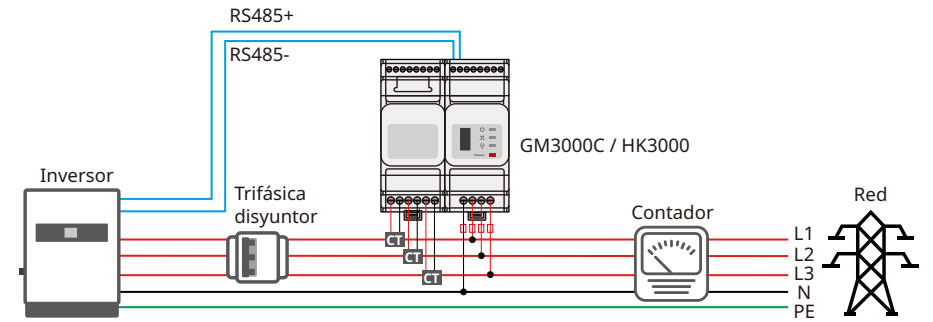 RS485+
RS485-
GM3000C / HK3000
Inversor
Trifásica
disyuntor
Contador
Red
CT
CT
CT
L1
L2
L3
N
PE